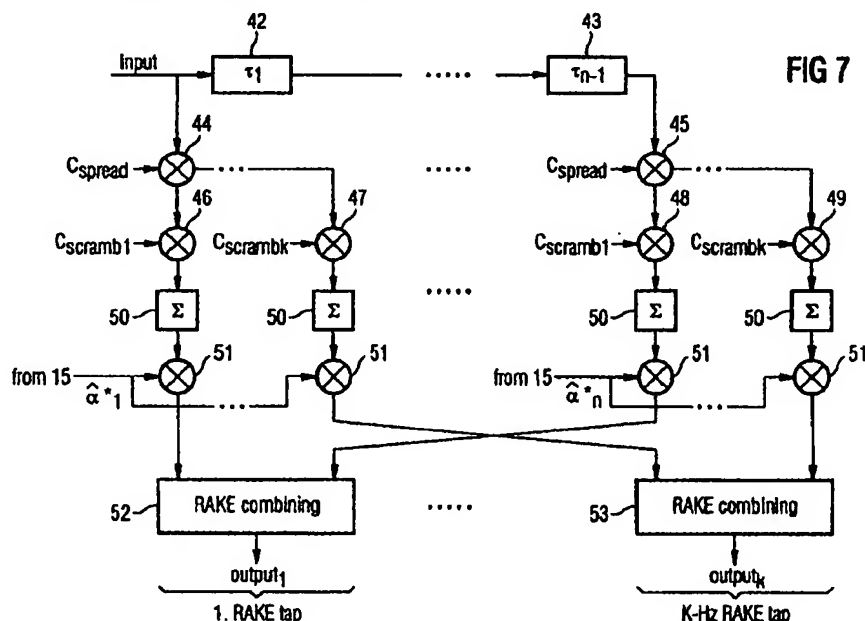 42 43
FIG 7
input τ1 ..... τn-1
44 45
Cspread ... ..... Cspread ...
46 47 48 49
Cscramb1 Cscrambk Cscramb1 Cscrambk
50 Σ 50 Σ ..... 50 Σ 50 Σ
51 51 51 51
from 15 α̂*1 ... from 15 α̂*n ...
52 RAKE combining ..... 53 RAKE combining
output1 outputk
1. RAKE tap K-Hz RAKE tap